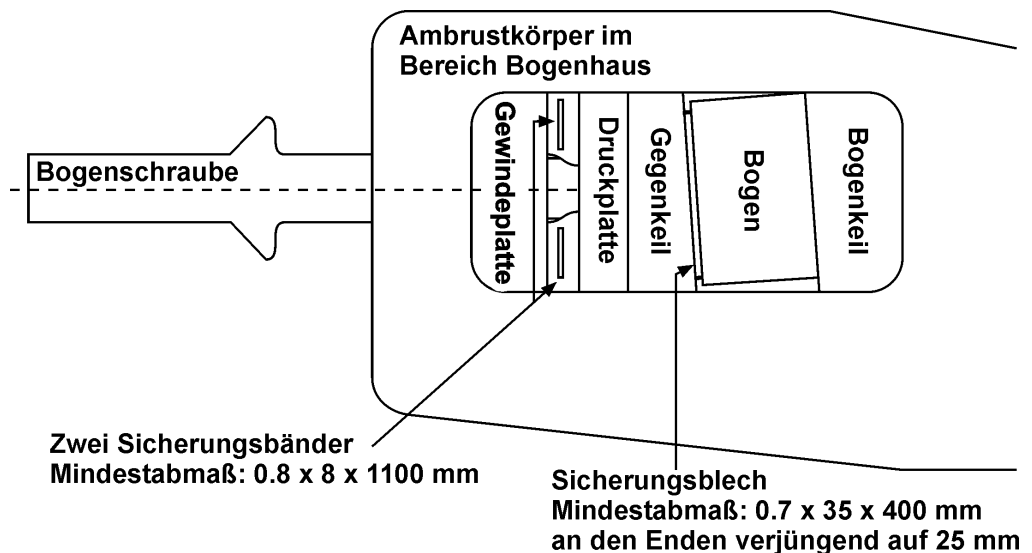 Ambrustkörper im
Bereich Bogenhaus
Bogenschraube
Gewindeplatte
Druckplatte
Gegenkeil
Bogen
Bogenkeil
Zwei Sicherungsbänder
Mindestabmaß: 0.8 x 8 x 1100 mm
Sicherungsblech
Mindestabmaß: 0.7 x 35 x 400 mm
an den Enden verjüngend auf 25 mm